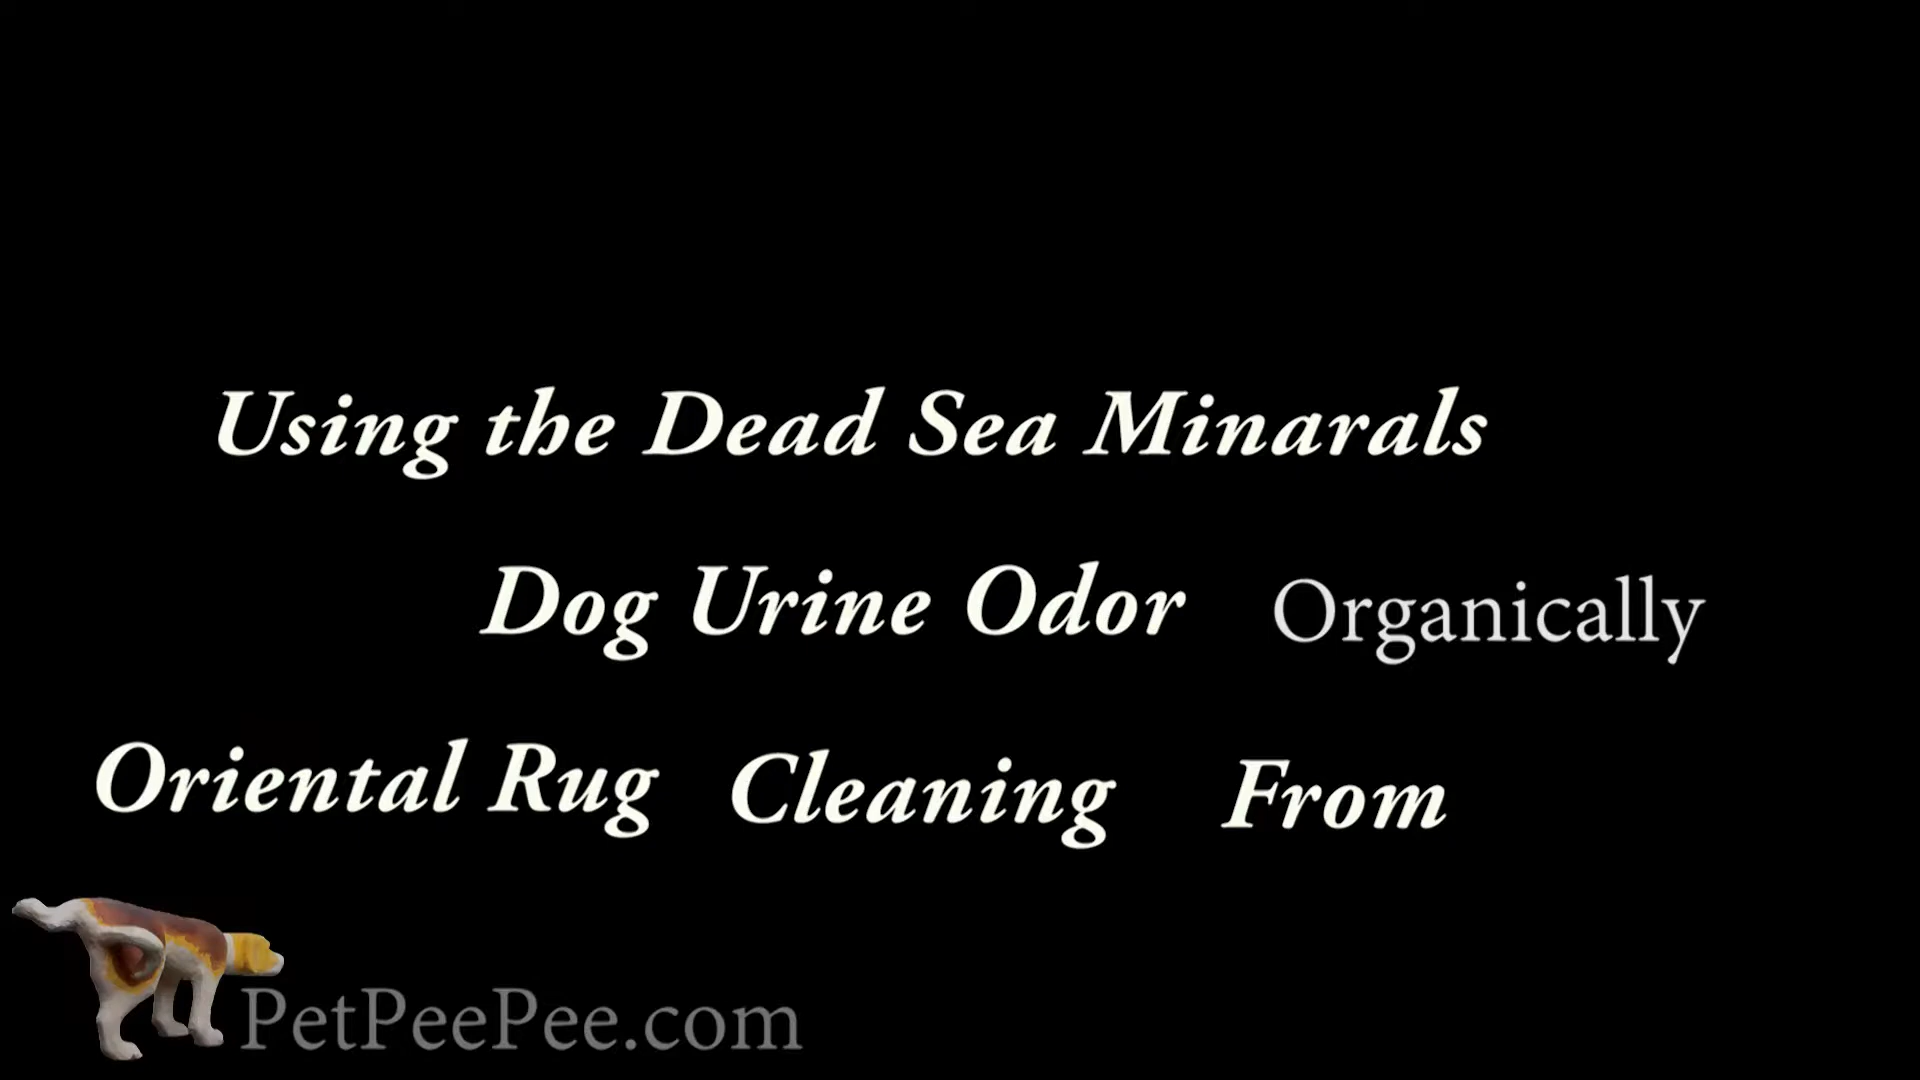 Using the Dead Sea Minarals
Dog Urine Odor Organically
Oriental Rug Cleaning From
PetPeePee.com